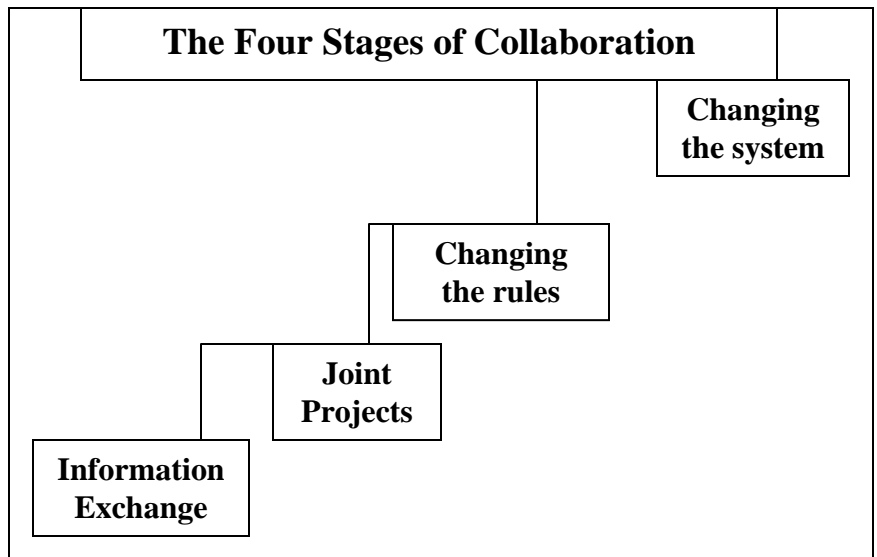 The Four Stages of Collaboration
Changing
the system
Changing
the rules
Joint
Projects
Information
Exchange